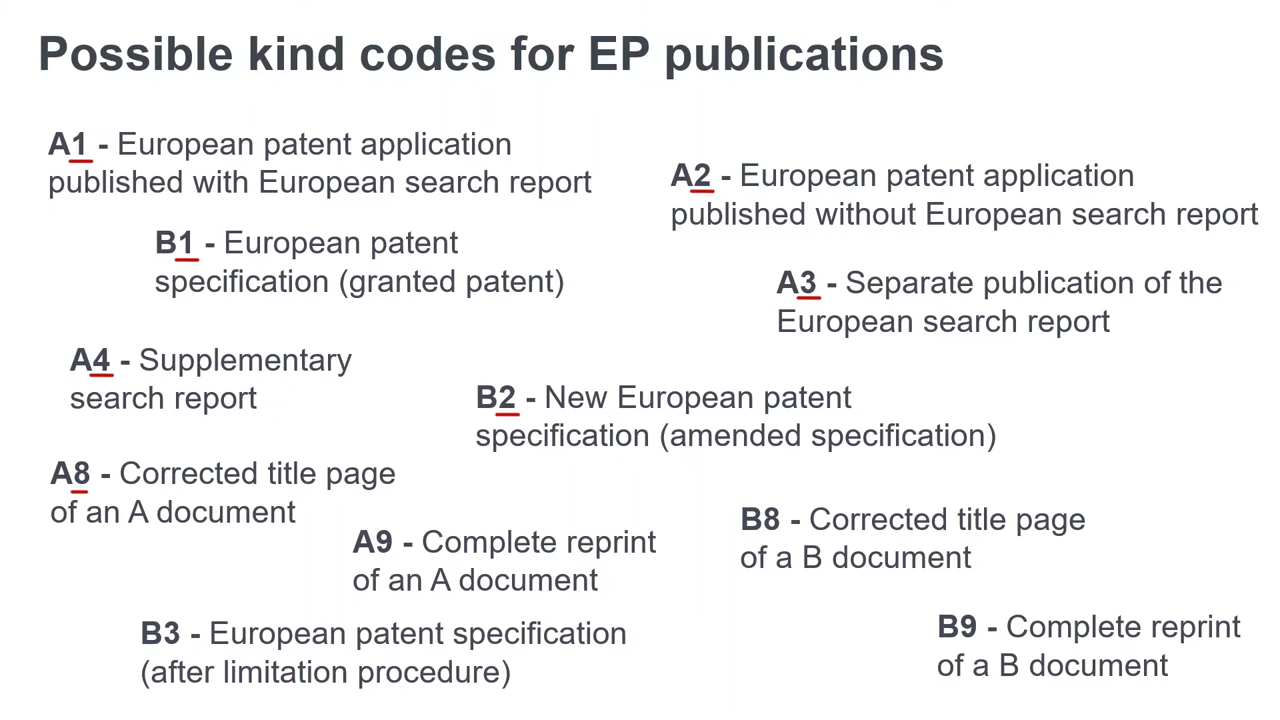 Possible kind codes for EP publications
A1 - European patent application
published with European search report
A2 - European patent application
published without European search report
B1 - European patent
specification (granted patent)
A3 - Separate publication of the
European search report
A4 - Supplementary
search report
B2 - New European patent
specification (amended specification)
A8 - Corrected title page
of an A document
A9 - Complete reprint
of an A document
B8 - Corrected title page
of a B document
B3 - European patent specification
(after limitation procedure)
B9 - Complete reprint
of a B document